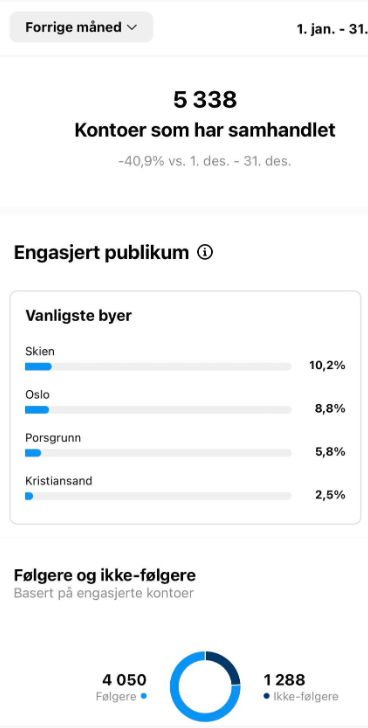 Forrige måned
1. jan. - 31.
5 338
Kontoer som har samhandlet
-40,9% vs. 1. des. - 31. des.
Engasjert publikum
Vanligste byer
Skien
10,2%
Oslo
8,8%
Porsgrunn
5,8%
Kristiansand
2,5%
Følgere og ikke-følgere
Basert på engasjerte kontoer
4 050
Følgere
1 288
Ikke-følgere